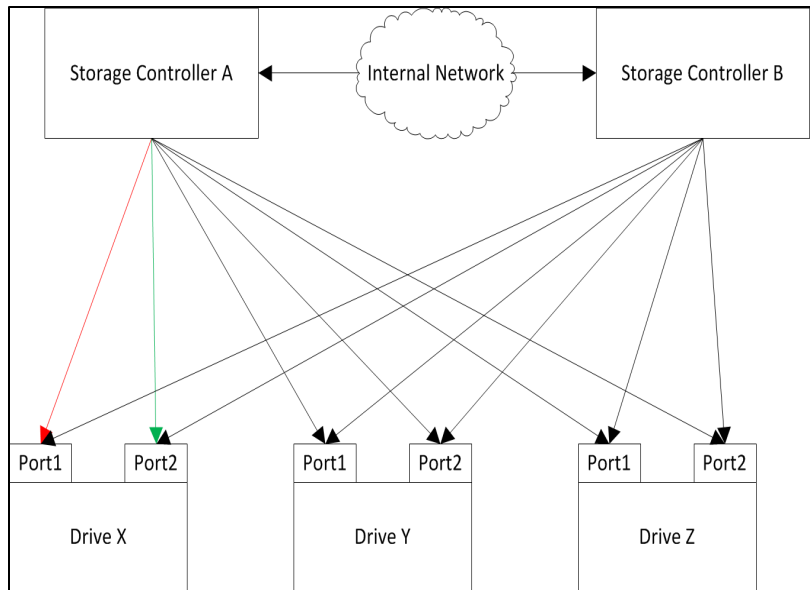 Storage Controller A
Internal Network
Storage Controller B
Port1
Port2
Port1
Port2
Port1
Port2
Drive X
Drive Y
Drive Z